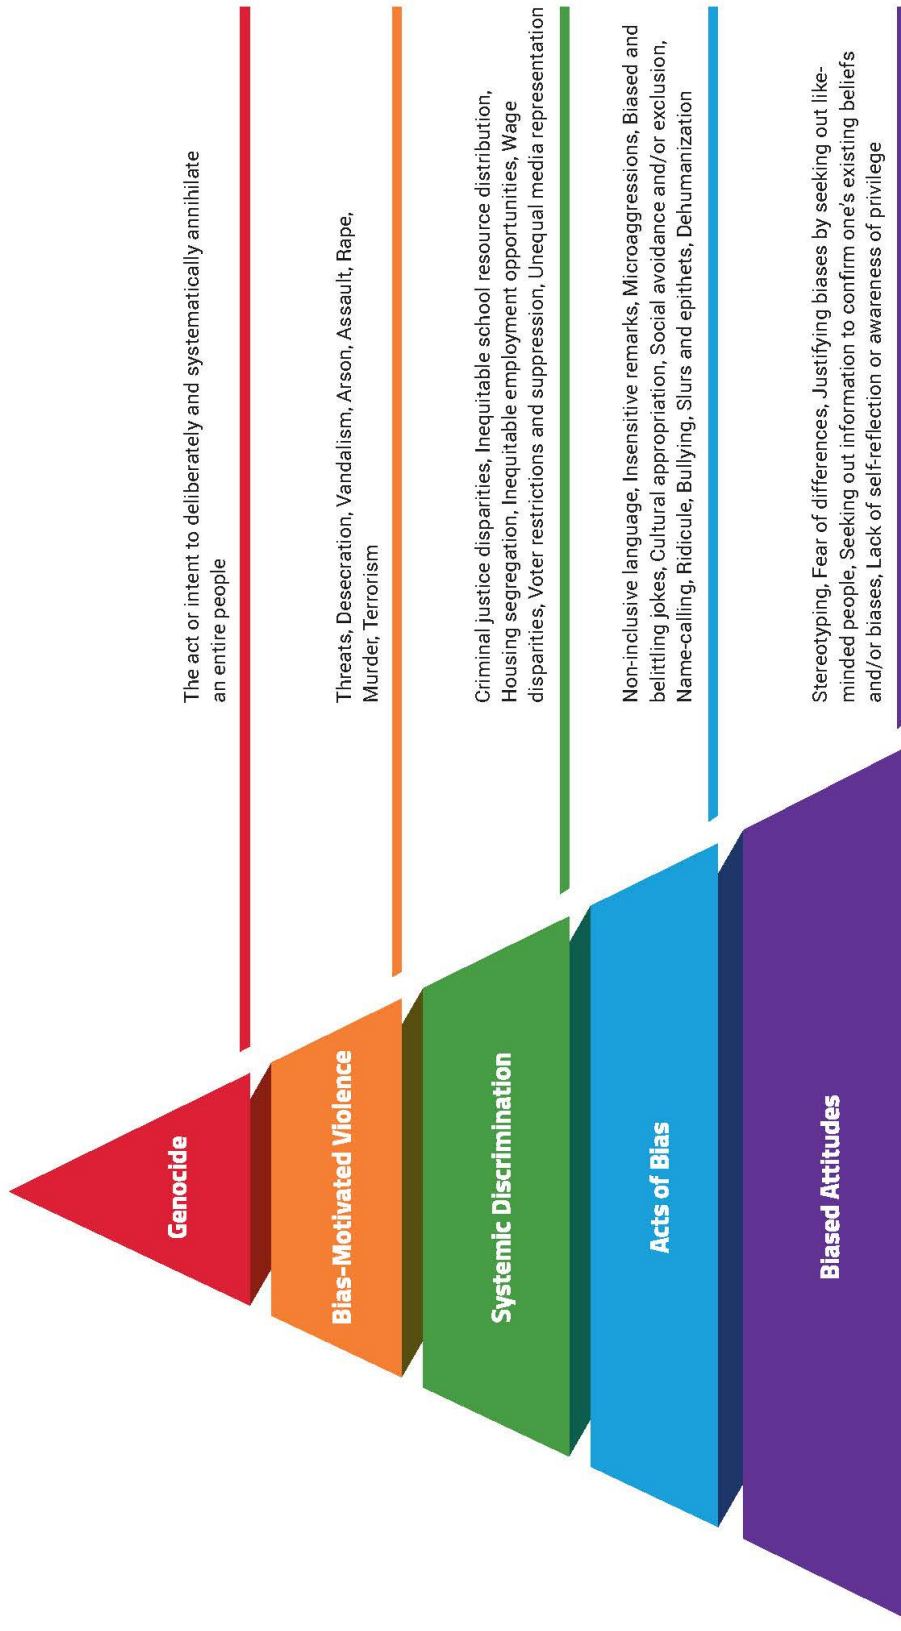 Genocide
The act or intent to deliberately and systematically annihilate
an entire people
Bias-Motivated Violence
Threats, Desecration, Vandalism, Arson, Assault, Rape,
Murder, Terrorism
Systemic Discrimination
Criminal justice disparities, Inequitable school resource distribution,
Housing segregation, Inequitable employment opportunities, Wage
disparities, Voter restrictions and suppression, Unequal media representation
Acts of Bias
Non-inclusive language, Insensitive remarks, Microaggressions, Biased and
belittling jokes, Cultural appropriation, Social avoidance and/or exclusion,
Name-calling, Ridicule, Bullying, Slurs and epithets, Dehumanization
Biased Attitudes
Stereotyping, Fear of differences, Justifying biases by seeking out like-
minded people, Seeking out information to confirm one's existing beliefs
and/or biases, Lack of self-reflection or awareness of privilege